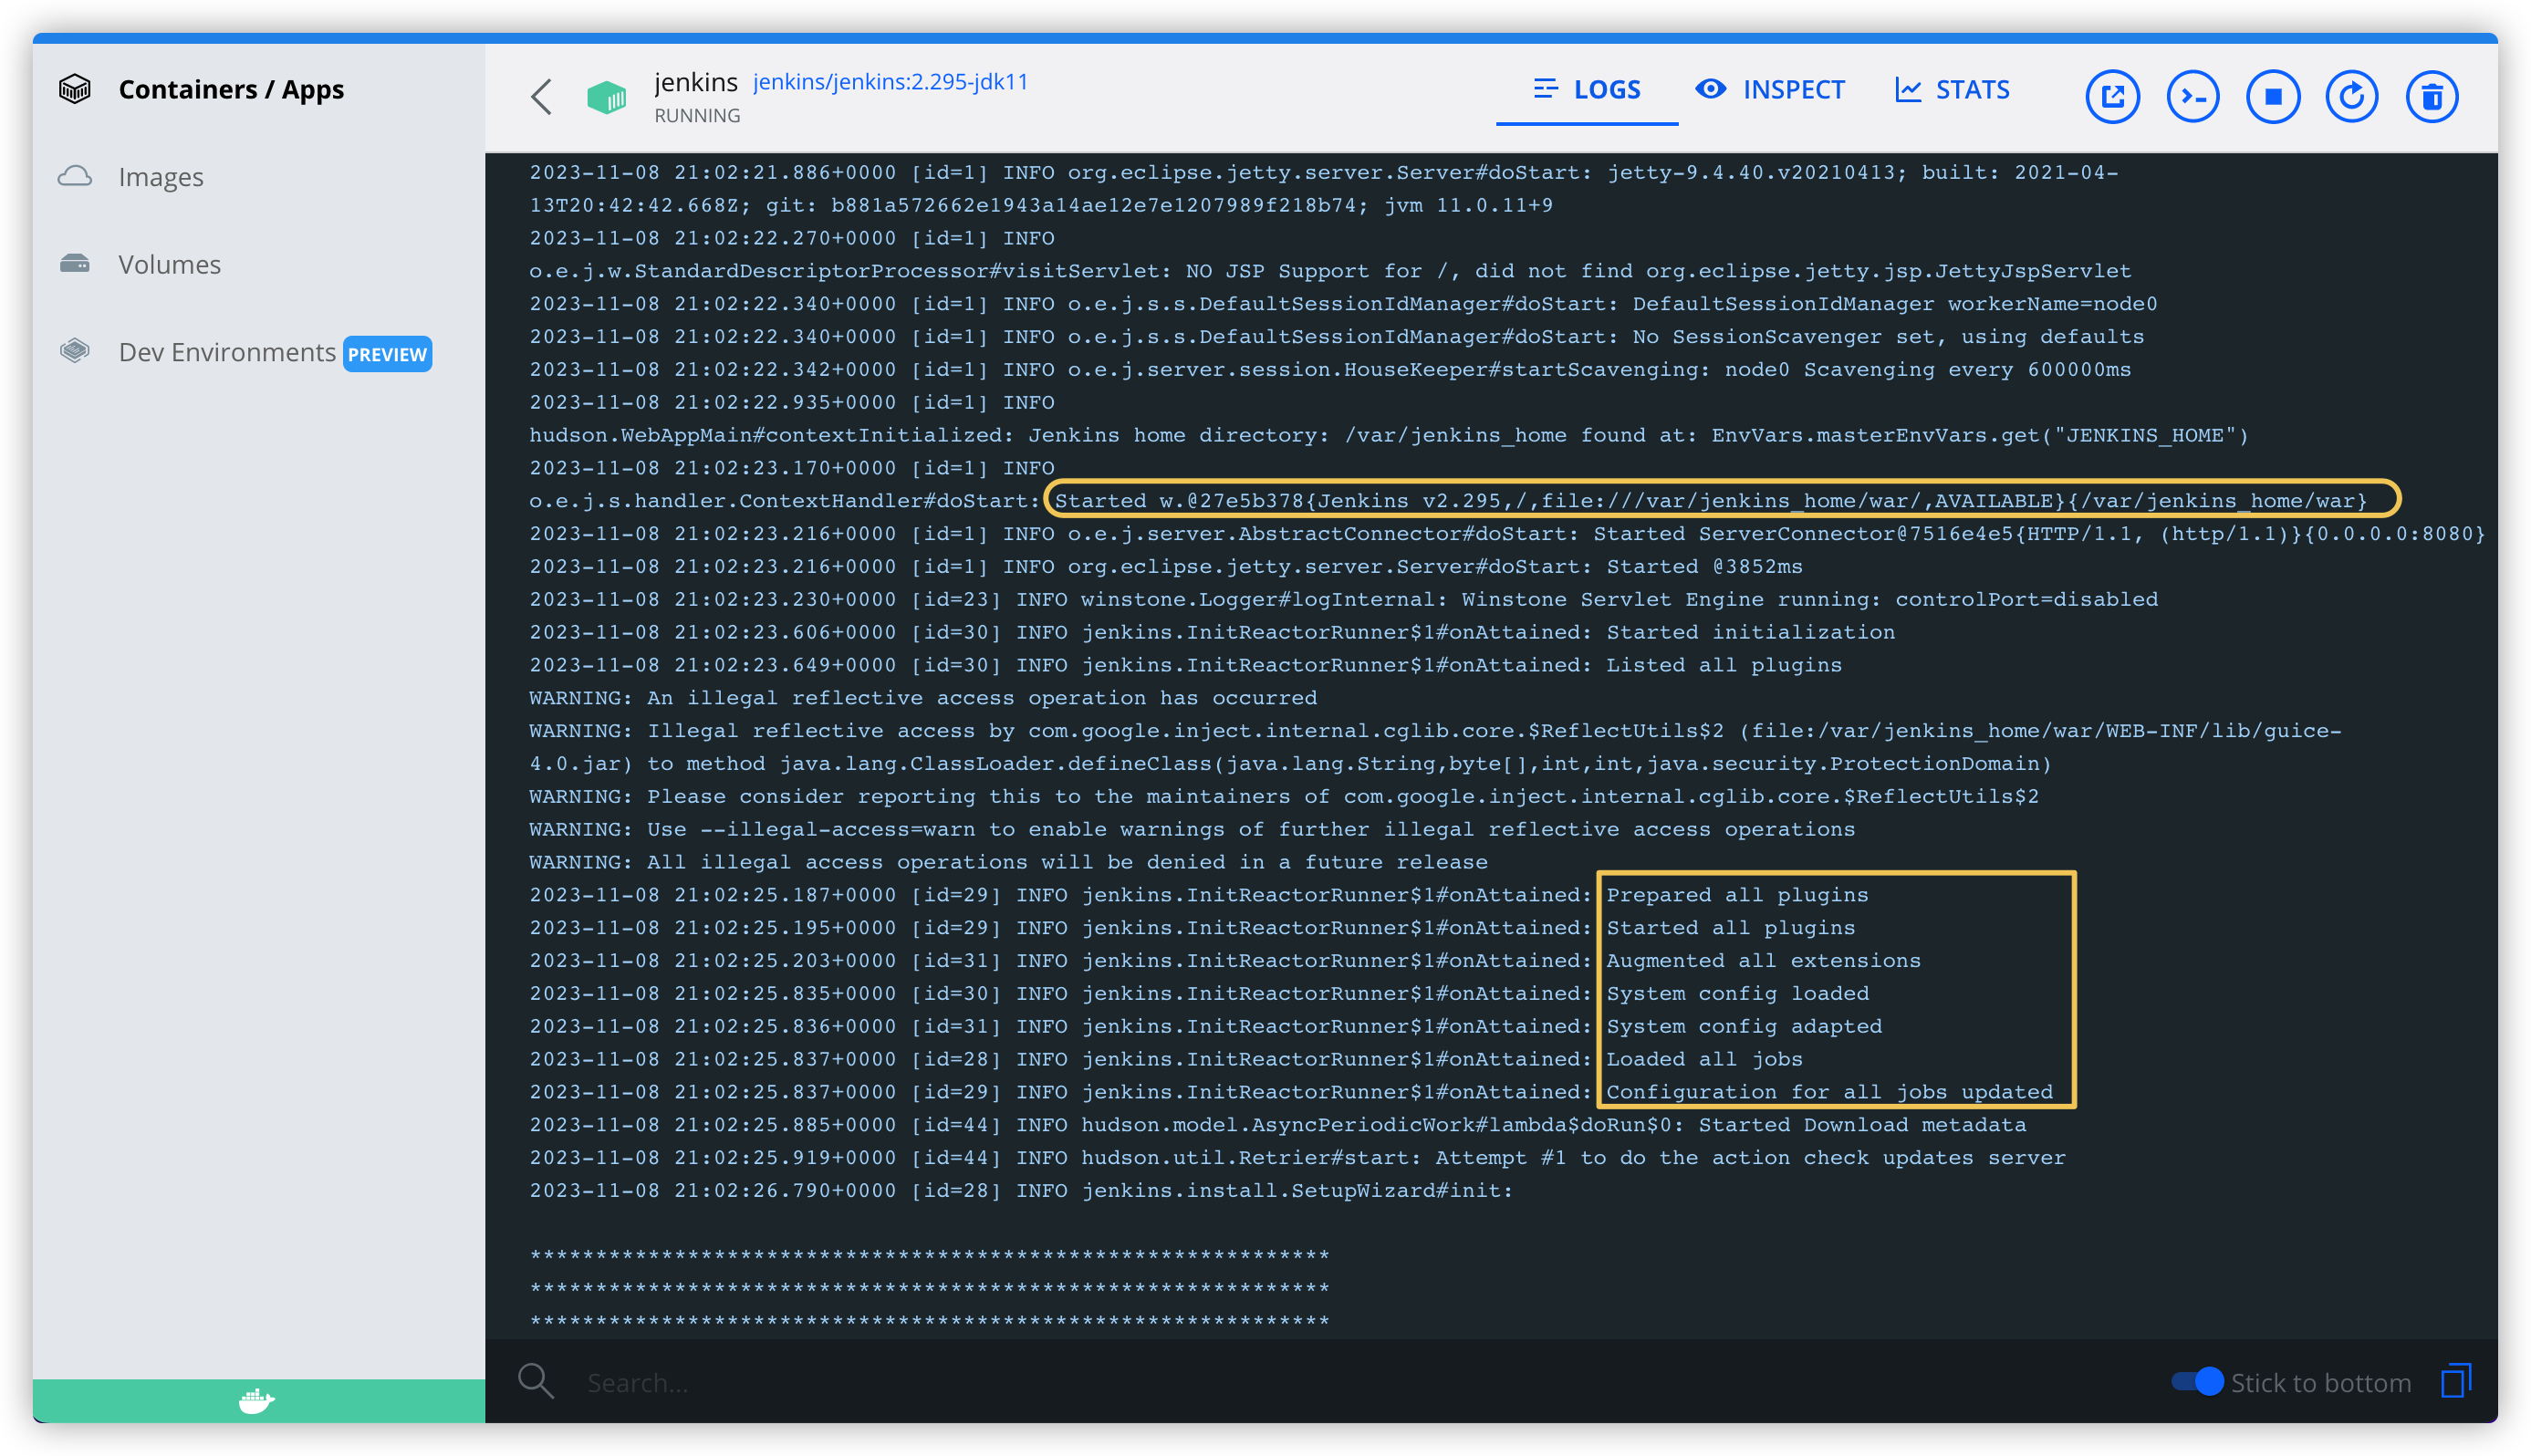 Containers / Apps
Images
Volumes
Dev Environments PREVIEW
jenkins jenkins/jenkins:2.295-jdk11
RUNNING
LOGS
INSPECT
STATS
2023-11-08 21:02:21.886+0000 [id=1] INFO org.eclipse.jetty.server.Server#doStart: jetty-9.4.40.v20210413; built: 2021-04-
13T20:42:42.668Z; git: b881a572662e1943a14ae12e7e1207989f218b74; jvm 11.0.11+9
2023-11-08 21:02:22.270+0000 [id=1] INFO
o.e.j.w.StandardDescriptorProcessor#visitServlet: NO JSP Support for /, did not find org.eclipse.jetty.jsp.JettyJspServlet
2023-11-08 21:02:22.340+0000 [id=1] INFO o.e.j.s.s.DefaultSessionIdManager#doStart: DefaultSessionIdManager workerName=node0
2023-11-08 21:02:22.340+0000 [id=1] INFO o.e.j.s.s.DefaultSessionIdManager#doStart: No SessionScavenger set, using defaults
2023-11-08 21:02:22.342+0000 [id=1] INFO o.e.j.server.session.HouseKeeper#startScavenging: node0 Scavenging every 600000ms
2023-11-08 21:02:22.935+0000 [id=1] INFO
hudson.WebAppMain#contextInitialized: Jenkins home directory: /var/jenkins_home found at: EnvVars.masterEnvVars.get("JENKINS_HOME")
2023-11-08 21:02:23.170+0000 [id=1] INFO
o.e.j.s.handler.ContextHandler#doStart: Started w.@27e5b378{Jenkins v2.295,/,file:///var/jenkins_home/war/,AVAILABLE}{/var/jenkins_home/war}
2023-11-08 21:02:23.216+0000 [id=1] INFO o.e.j.server.AbstractConnector#doStart: Started ServerConnector@7516e4e5{HTTP/1.1, (http/1.1)}{0.0.0.0:8080}
2023-11-08 21:02:23.216+0000 [id=1] INFO org.eclipse.jetty.server.Server#doStart: Started @3852ms
2023-11-08 21:02:23.230+0000 [id=23] INFO winstone.Logger#logInternal: Winstone Servlet Engine running: controlPort=disabled
2023-11-08 21:02:23.606+0000 [id=30] INFO jenkins.InitReactorRunner$1#onAttained: Started initialization
2023-11-08 21:02:23.649+0000 [id=30] INFO jenkins.InitReactorRunner$1#onAttained: Listed all plugins
WARNING: An illegal reflective access operation has occurred
WARNING: Illegal reflective access by com.google.inject.internal.cglib.core.$ReflectUtils$2 (file:/var/jenkins_home/war/WEB-INF/lib/guice-
4.0.jar) to method java.lang.ClassLoader.defineClass(java.lang.String,byte[],int,int,java.security.ProtectionDomain)
WARNING: Please consider reporting this to the maintainers of com.google.inject.internal.cglib.core.$ReflectUtils$2
WARNING: Use --illegal-access=warn to enable warnings of further illegal reflective access operations
WARNING: All illegal access operations will be denied in a future release
2023-11-08 21:02:25.187+0000 [id=29] INFO jenkins.InitReactorRunner$1#onAttained: Prepared all plugins
2023-11-08 21:02:25.195+0000 [id=29] INFO jenkins.InitReactorRunner$1#onAttained: Started all plugins
2023-11-08 21:02:25.203+0000 [id=31] INFO jenkins.InitReactorRunner$1#onAttained: Augmented all extensions
2023-11-08 21:02:25.835+0000 [id=30] INFO jenkins.InitReactorRunner$1#onAttained: System config loaded
2023-11-08 21:02:25.836+0000 [id=31] INFO jenkins.InitReactorRunner$1#onAttained: System config adapted
2023-11-08 21:02:25.837+0000 [id=28] INFO jenkins.InitReactorRunner$1#onAttained: Loaded all jobs
2023-11-08 21:02:25.837+0000 [id=29] INFO jenkins.InitReactorRunner$1#onAttained: Configuration for all jobs updated
2023-11-08 21:02:25.885+0000 [id=44] INFO hudson.model.AsyncPeriodicWork#lambda$doRun$0: Started Download metadata
2023-11-08 21:02:25.919+0000 [id=44] INFO hudson.util.Retrier#start: Attempt #1 to do the action check updates server
2023-11-08 21:02:26.790+0000 [id=28] INFO jenkins.install.SetupWizard#init:
*************************************************************
*************************************************************
*************************************************************
Search...
Stick to bottom